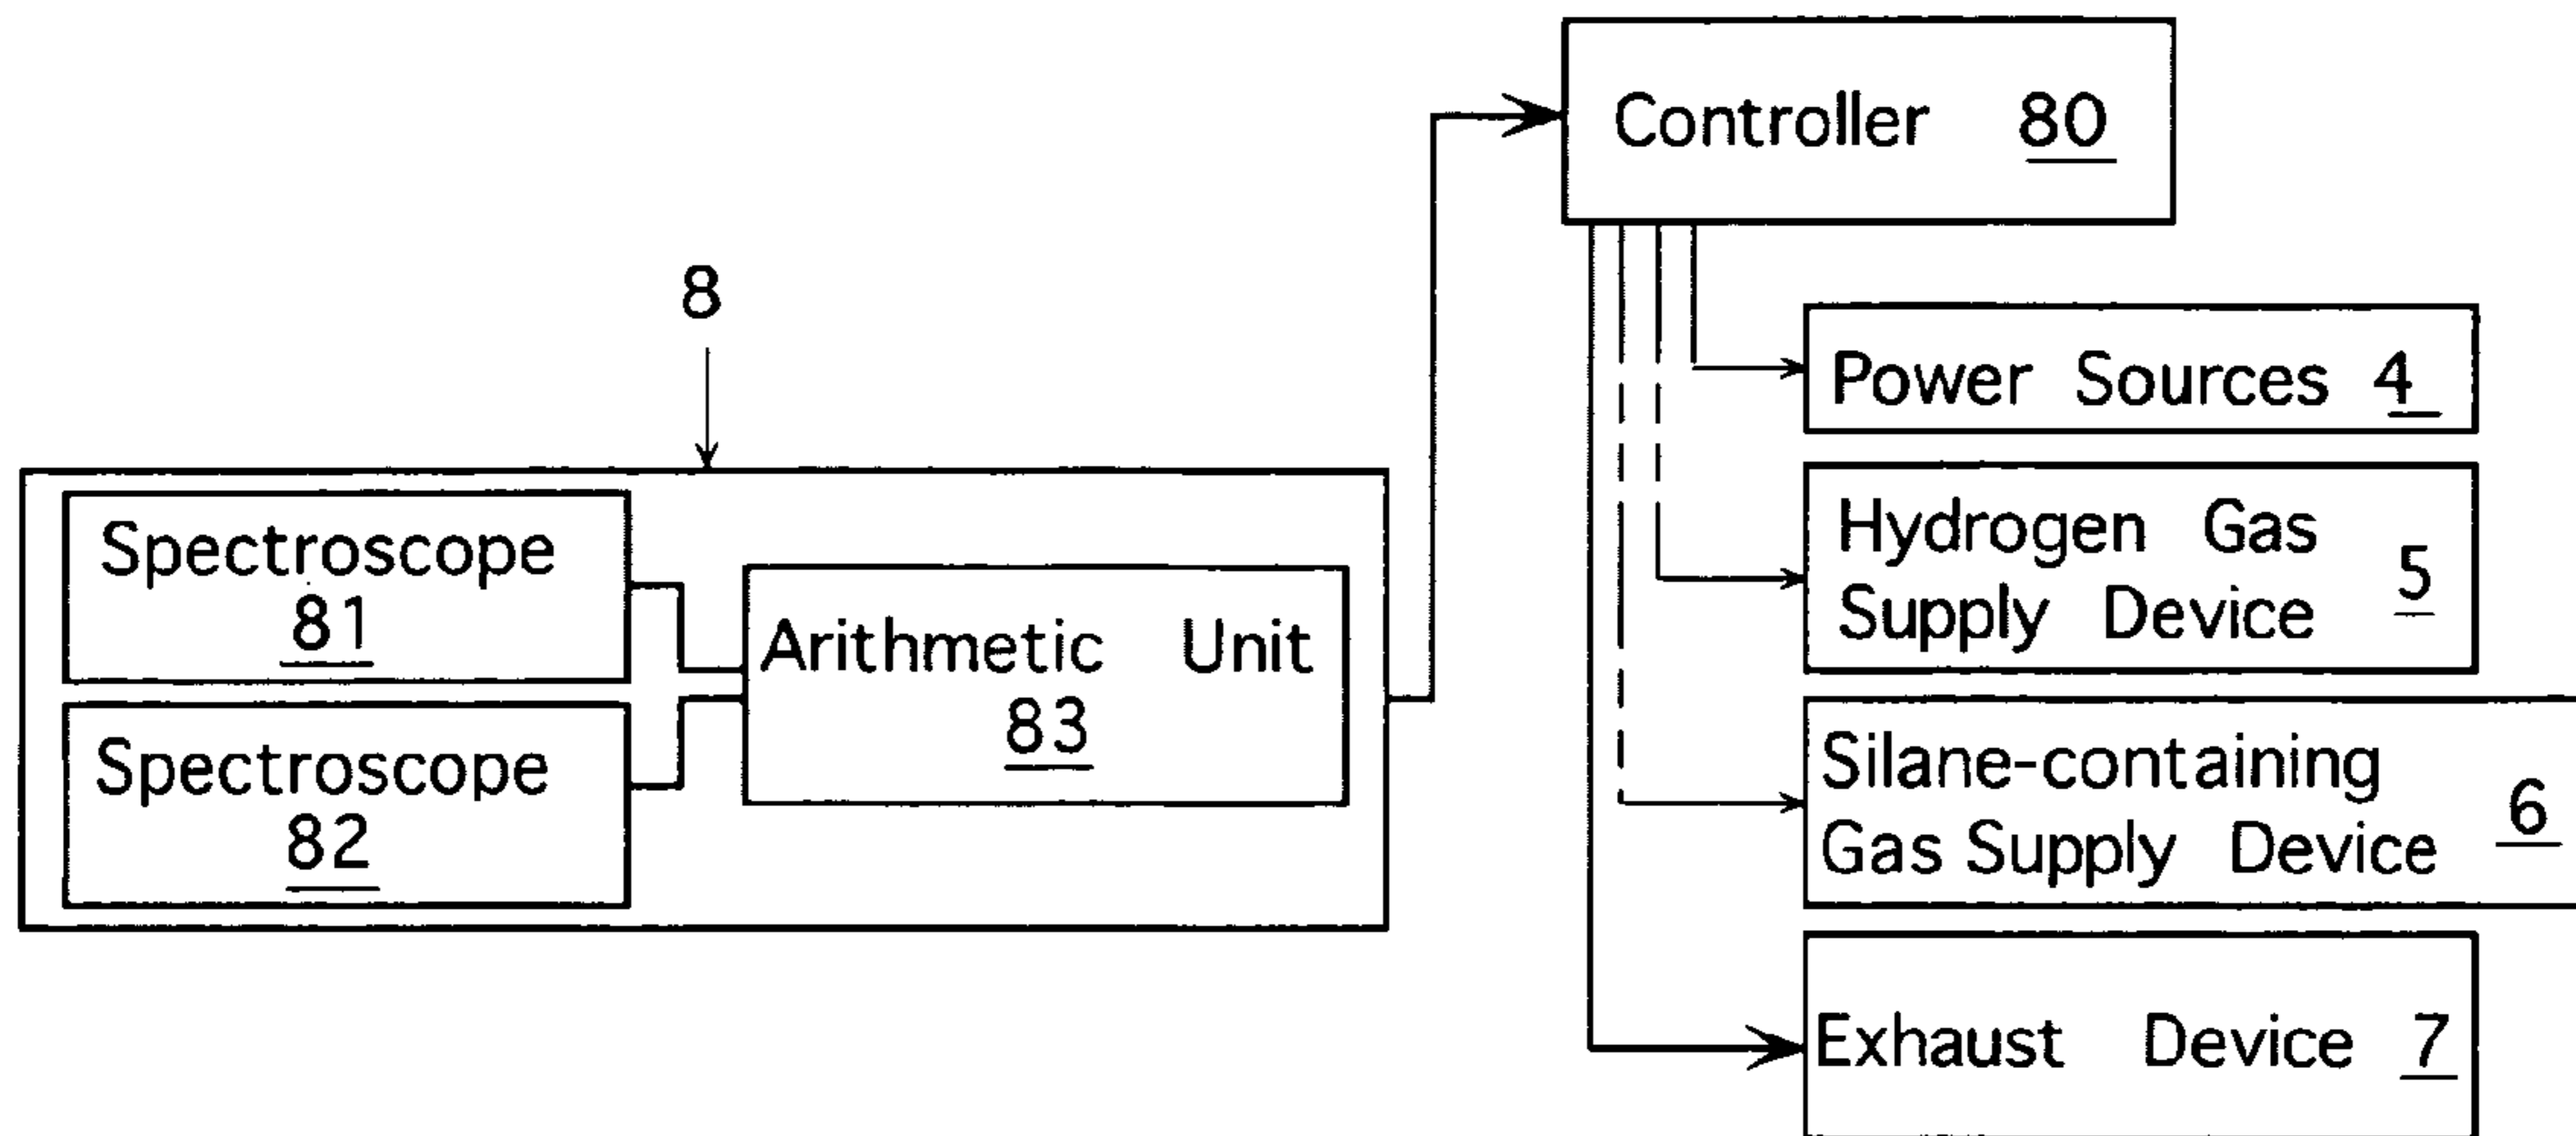 Controller 80
8
Power Sources 4
Hydrogen Gas
Supply Device 5
Spectroscope
81
Arithmetic Unit
83
Spectroscope
82
Silane-containing
Gas Supply Device 6
Exhaust Device 7